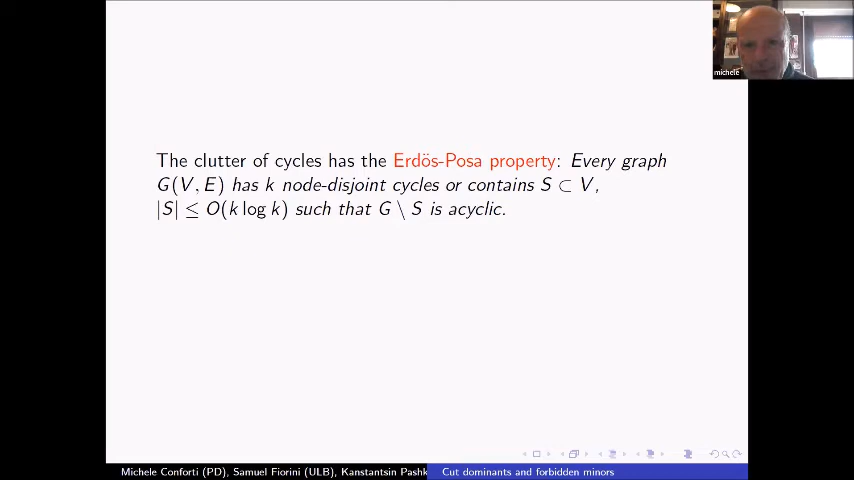 michele
The clutter of cycles has the Erdös-Posa property: Every graph
G(V, E) has k node-disjoint cycles or contains S ⊂ V,
|S| ≤ O(k log k) such that G \ S is acyclic.
Michele Conforti (PD), Samuel Fiorini (ULB), Kanstantsin Pashk
Cut dominants and forbidden minors